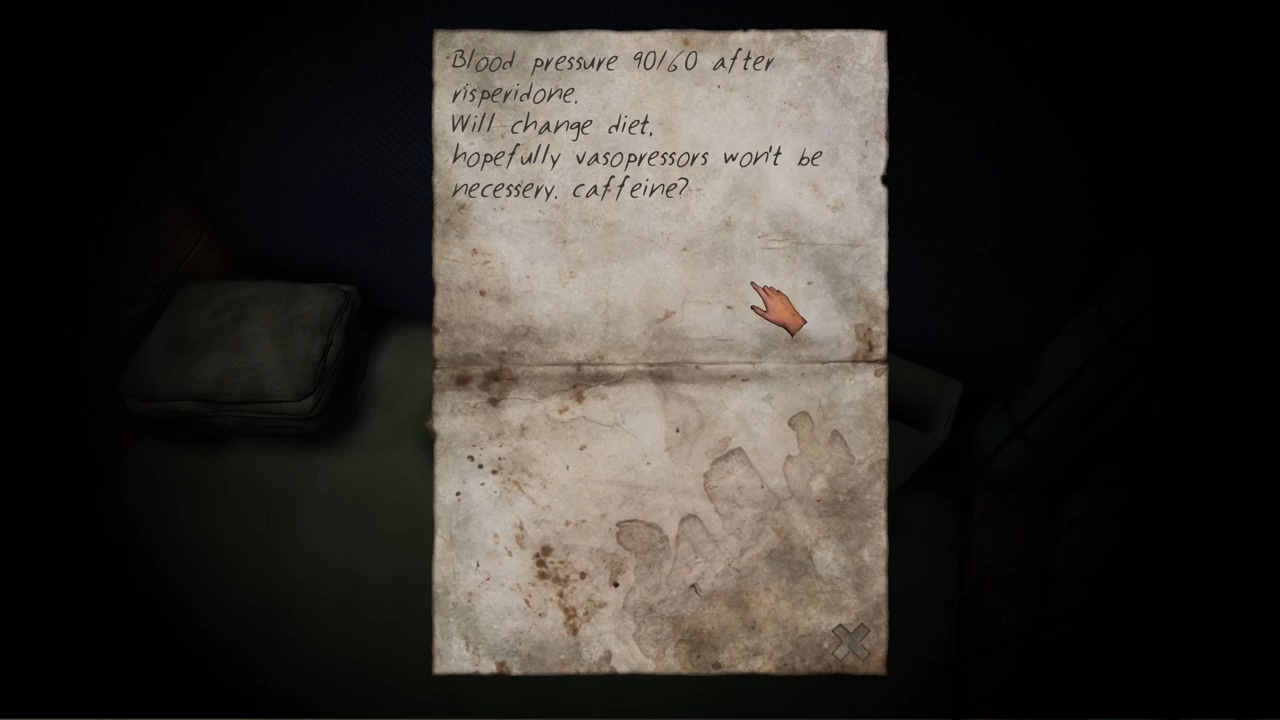 Blood pressure 90/60 after
risperidone.
Will change diet,
hopefully vasopressors won't be
necessery. caffeine?